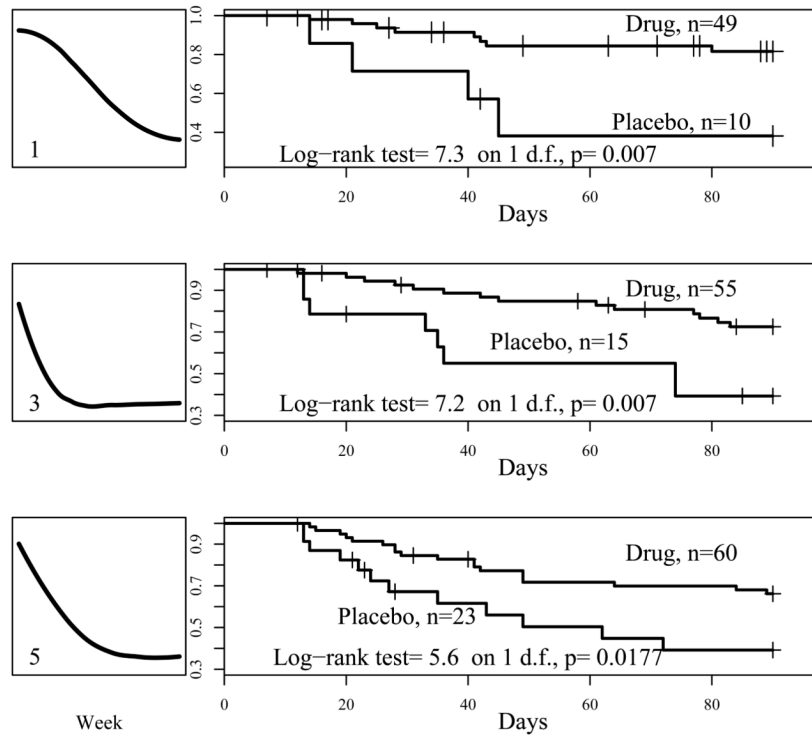 1
1.0
0.8
0.6
0.4
Drug, n=49
Placebo, n=10
Log−rank test= 7.3 on 1 d.f., p= 0.007
0 20 40 60 80
Days
3
0.9
0.7
0.5
0.3
Drug, n=55
Placebo, n=15
Log−rank test= 7.2 on 1 d.f., p= 0.007
0 20 40 60 80
Days
5
0.9
0.7
0.5
0.3
Drug, n=60
Placebo, n=23
Log−rank test= 5.6 on 1 d.f., p= 0.0177
0 20 40 60 80
Week
Days